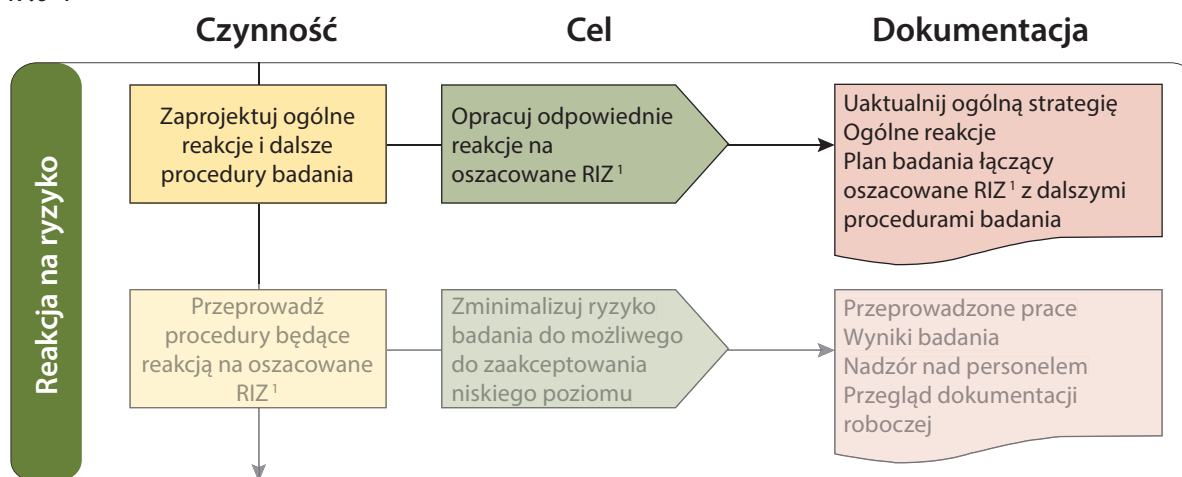 Czynność
Cel
Dokumentacja
Reakcja na ryzyko
Zaprojektuj ogólne
reakcje i dalsze
procedury badania
Opracuj odpowiednie
reakcje na
oszacowane RIZ ¹
Uaktualnij ogólną strategię
Ogólne reakcje
Plan badania łączący
oszacowane RIZ ¹ z dalszymi
procedurami badania
Przeprowadź
procedury będące
reakcją na oszacowane
RIZ ¹
Zminimalizuj ryzyko
badania do możliwego
do zaakceptowania
niskiego poziomu
Przeprowadzone prace
Wyniki badania
Nadzór nad personelem
Przegląd dokumentacji
roboczej